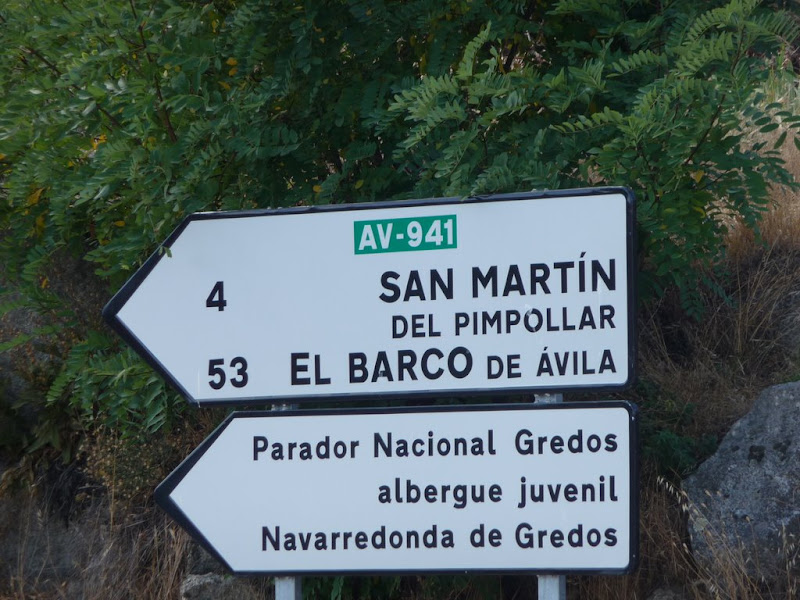 AV-941
4 SAN MARTÍN
DEL PIMPOLLAR
53 EL BARCO DE ÁVILA
Parador Nacional Gredos
albergue juvenil
Navarredonda de Gredos